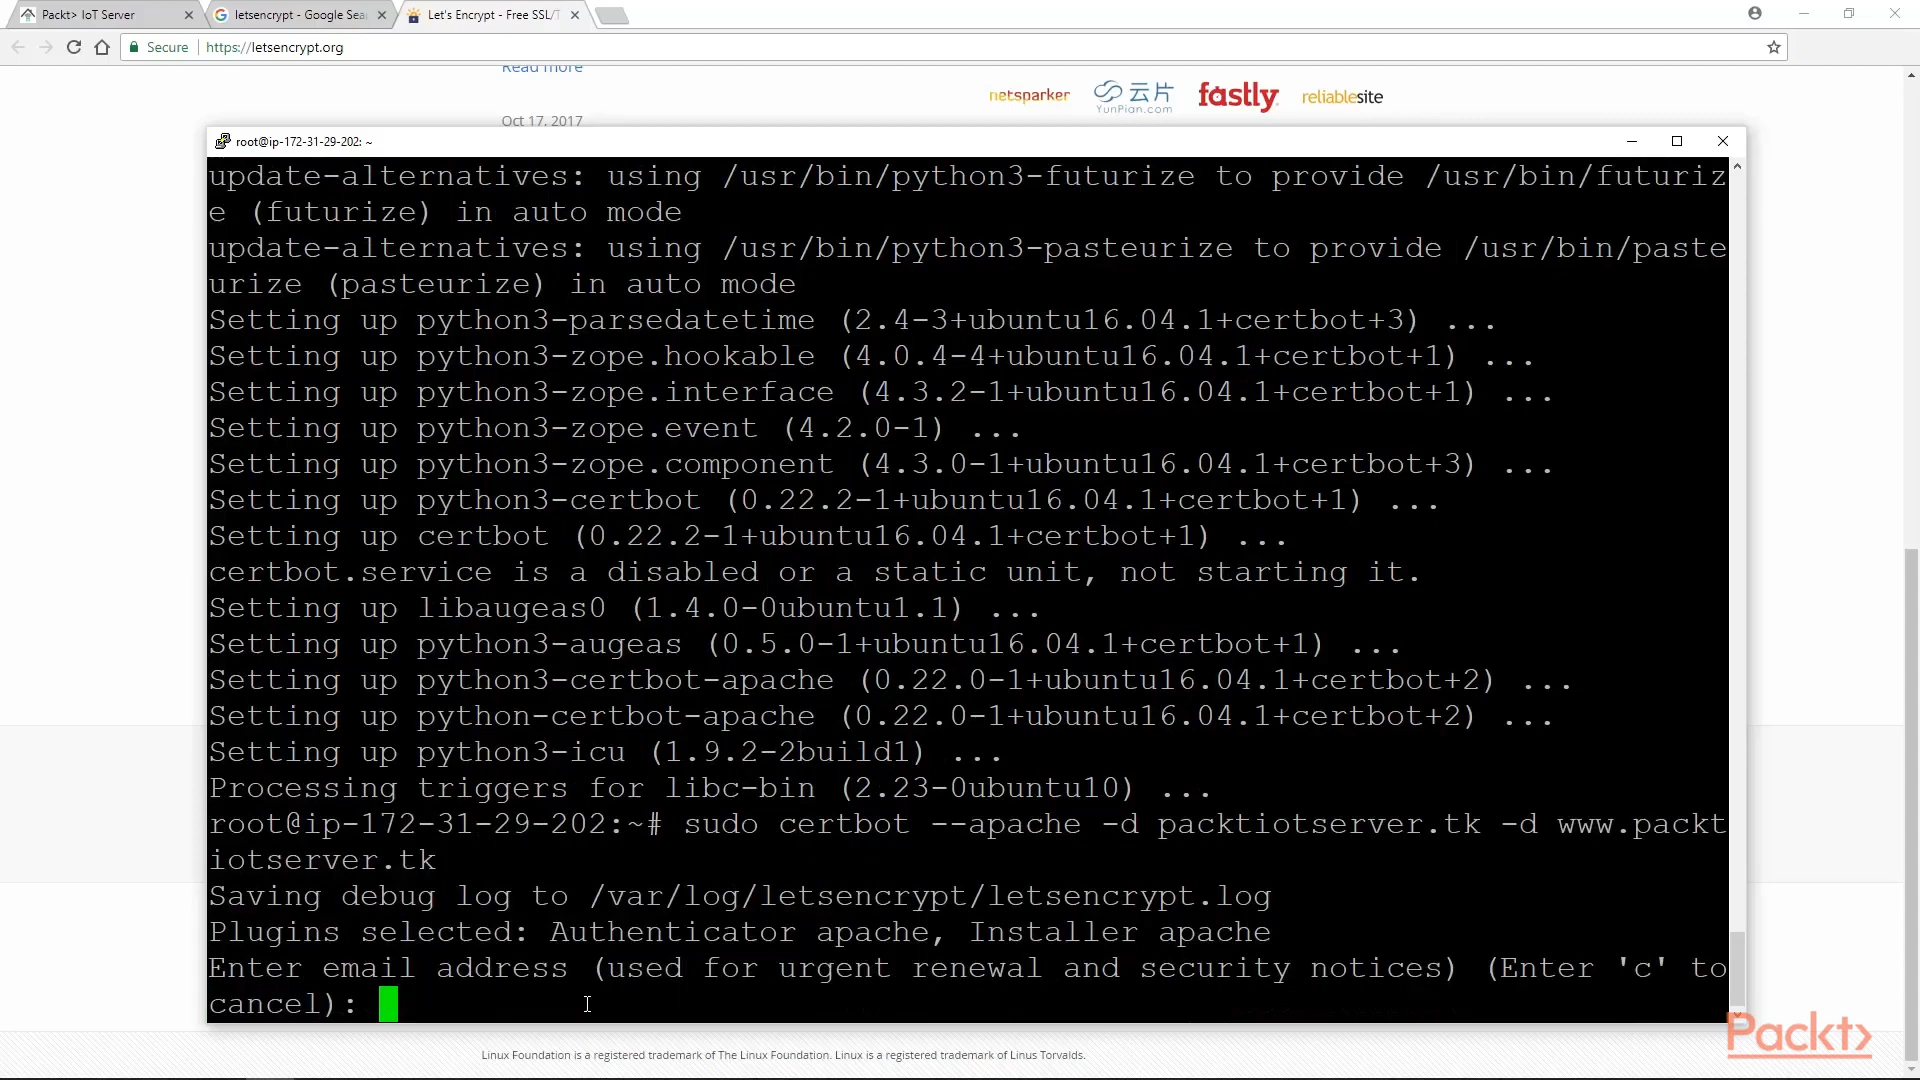 Packt> IoT Server
letsencrypt - Google Sea
Let's Encrypt - Free SSL/T
Secure
https://letsencrypt.org
Read more
netsparker
云片
YunPian.com
fastly
reliablesite
Oct 17, 2017
root@ip-172-31-29-202: ~
update-alternatives: using /usr/bin/python3-futurize to provide /usr/bin/futuriz
e (futurize) in auto mode
update-alternatives: using /usr/bin/python3-pasteurize to provide /usr/bin/paste
urize (pasteurize) in auto mode
Setting up python3-parsedatetime (2.4-3+ubuntu16.04.1+certbot+3) ...
Setting up python3-zope.hookable (4.0.4-4+ubuntu16.04.1+certbot+1) ...
Setting up python3-zope.interface (4.3.2-1+ubuntu16.04.1+certbot+1) ...
Setting up python3-zope.event (4.2.0-1) ...
Setting up python3-zope.component (4.3.0-1+ubuntu16.04.1+certbot+3) ...
Setting up python3-certbot (0.22.2-1+ubuntu16.04.1+certbot+1) ...
Setting up certbot (0.22.2-1+ubuntu16.04.1+certbot+1) ...
certbot.service is a disabled or a static unit, not starting it.
Setting up libaugeas0 (1.4.0-0ubuntu1.1) ...
Setting up python3-augeas (0.5.0-1+ubuntu16.04.1+certbot+1) ...
Setting up python3-certbot-apache (0.22.0-1+ubuntu16.04.1+certbot+2) ...
Setting up python-certbot-apache (0.22.0-1+ubuntu16.04.1+certbot+2) ...
Setting up python3-icu (1.9.2-2build1) ...
Processing triggers for libc-bin (2.23-0ubuntu10) ...
root@ip-172-31-29-202:~# sudo certbot --apache -d packtiotserver.tk -d www.packt
iotserver.tk
Saving debug log to /var/log/letsencrypt/letsencrypt.log
Plugins selected: Authenticator apache, Installer apache
Enter email address (used for urgent renewal and security notices) (Enter 'c' to
cancel):
Packt>
Linux Foundation is a registered trademark of The Linux Foundation. Linux is a registered trademark of Linus Torvalds.